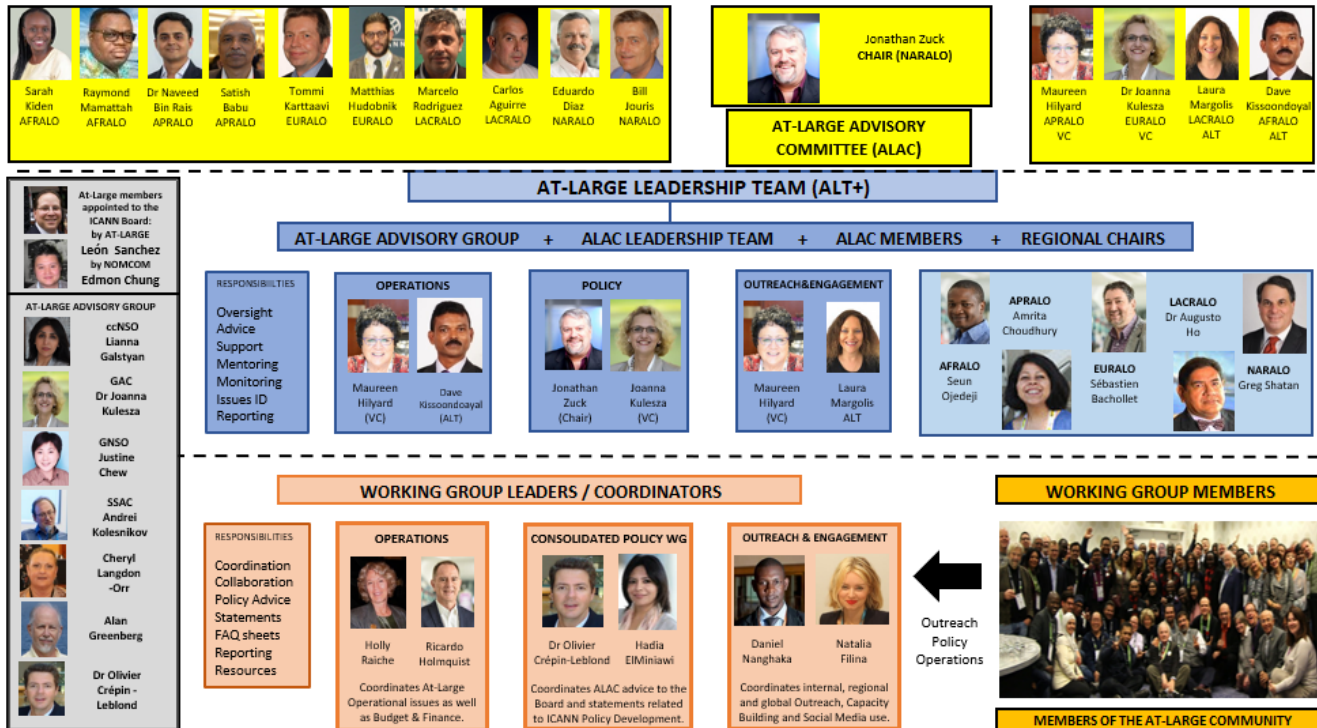 Sarah
Kiden
AFRALO
Raymond
Mamattah
AFRALO
Dr Naveed
Bin Rais
APRALO
Satish
Babu
APRALO
Tommi
Karttaavi
EURALO
Matthias
Hudobnik
EURALO
Marcelo
Rodriguez
LACRALO
Carlos
Aguirre
LACRALO
Eduardo
Diaz
NARALO
Bill
Jouris
NARALO
Jonathan Zuck
CHAIR (NARALO)
AT-LARGE ADVISORY
COMMITTEE (ALAC)
Maureen
Hilyard
APRALO
VC
Dr Joanna
Kulesza
EURALO
VC
Laura
Margolis
LACRALO
ALT
Dave
Kissoondoyal
AFRALO
ALT
At-Large members
appointed to the
ICANN Board:
by AT-LARGE
León Sanchez
by NOMCOM
Edmon Chung
AT-LARGE ADVISORY GROUP
ccNSO
Lianna
Galstyan
GAC
Dr Joanna
Kulesza
GNSO
Justine
Chew
SSAC
Andrei
Kolesnikov
Cheryl
Langdon
-Orr
Alan
Greenberg
Dr Olivier
Crépin -
Leblond
AT-LARGE LEADERSHIP TEAM (ALT+)
AT-LARGE ADVISORY GROUP + ALAC LEADERSHIP TEAM + ALAC MEMBERS + REGIONAL CHAIRS
RESPONSIBIILTIES
Oversight
Advice
Support
Mentoring
Monitoring
Issues ID
Reporting
OPERATIONS
Maureen
Hilyard
(VC)
Dave
Kissoondoayal
(ALT)
POLICY
Jonathan
Zuck
(Chair)
Joanna
Kulesza
(VC)
OUTREACH&ENGAGEMENT
Maureen
Hilyard
(VC)
Laura
Margolis
ALT
APRALO
Amrita
Choudhury
LACRALO
Dr Augusto
Ho
AFRALO
Seun
Ojedeji
EURALO
Sébastien
Bachollet
NARALO
Greg Shatan
WORKING GROUP LEADERS / COORDINATORS
RESPONSIBILITIES
Coordination
Collaboration
Policy Advice
Statements
FAQ sheets
Reporting
Resources
OPERATIONS
Holly
Raiche
Ricardo
Holmquist
Coordinates At-Large
Operational issues as well
as Budget & Finance.
CONSOLIDATED POLICY WG
Dr Olivier
Crépin-Leblond
Hadia
ElMiniawi
Coordinates ALAC advice to the
Board and statements related
to ICANN Policy Development.
OUTREACH & ENGAGEMENT
Daniel
Nanghaka
Natalia
Filina
Coordinates internal, regional
and global Outreach, Capacity
Building and Social Media use.
Outreach
Policy
Operations
WORKING GROUP MEMBERS
MEMBERS OF THE AT-LARGE COMMUNITY